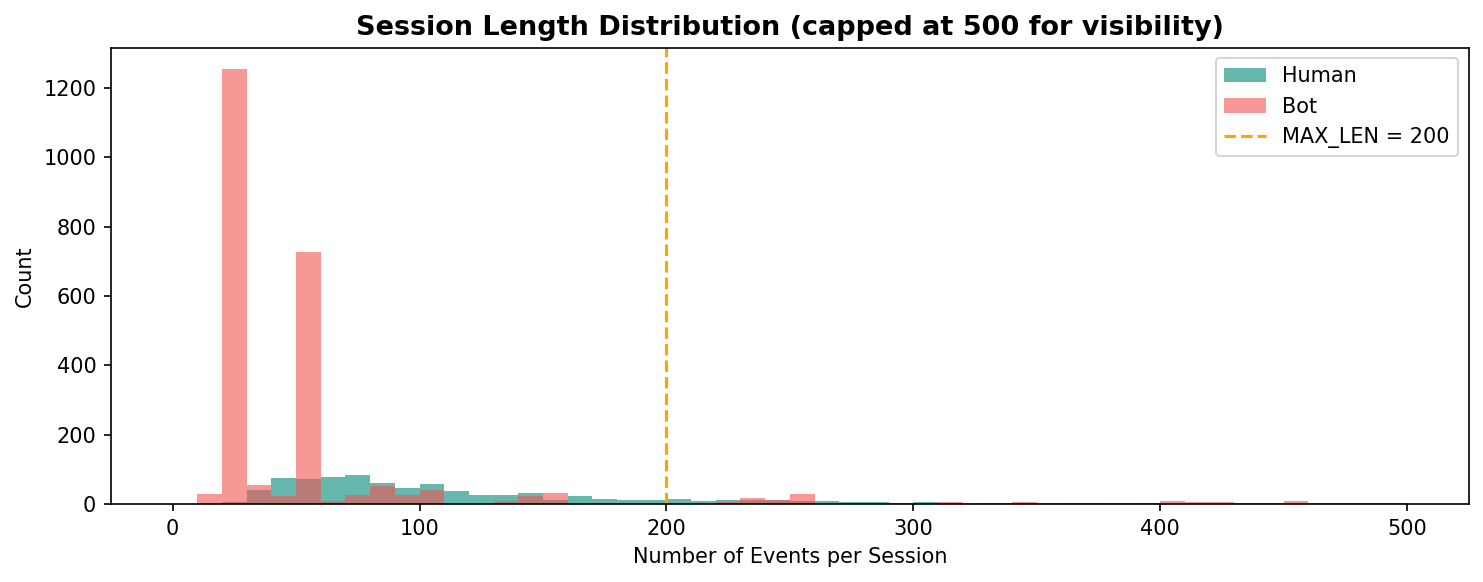 Session Length Distribution (capped at 500 for visibility)
Human
Bot
MAX_LEN = 200
Count
1200
1000
800
600
400
200
0
0 100 200 300 400 500
Number of Events per Session